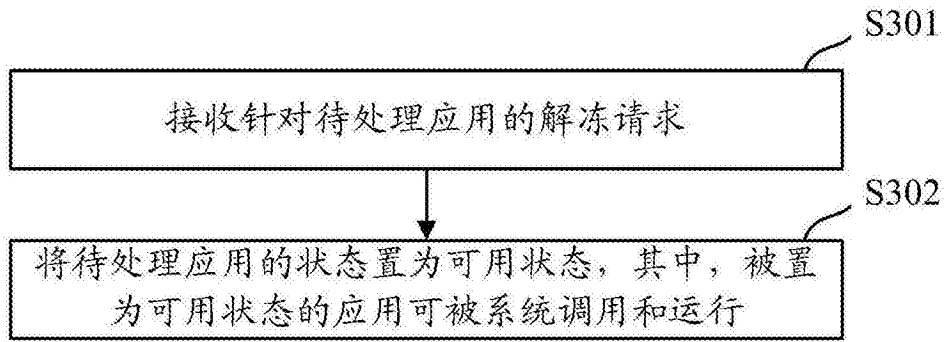 S301
接收针对待处理应用的解冻请求
S302
将待处理应用的状态置为可用状态，其中，被置
为可用状态的应用可被系统调用和运行